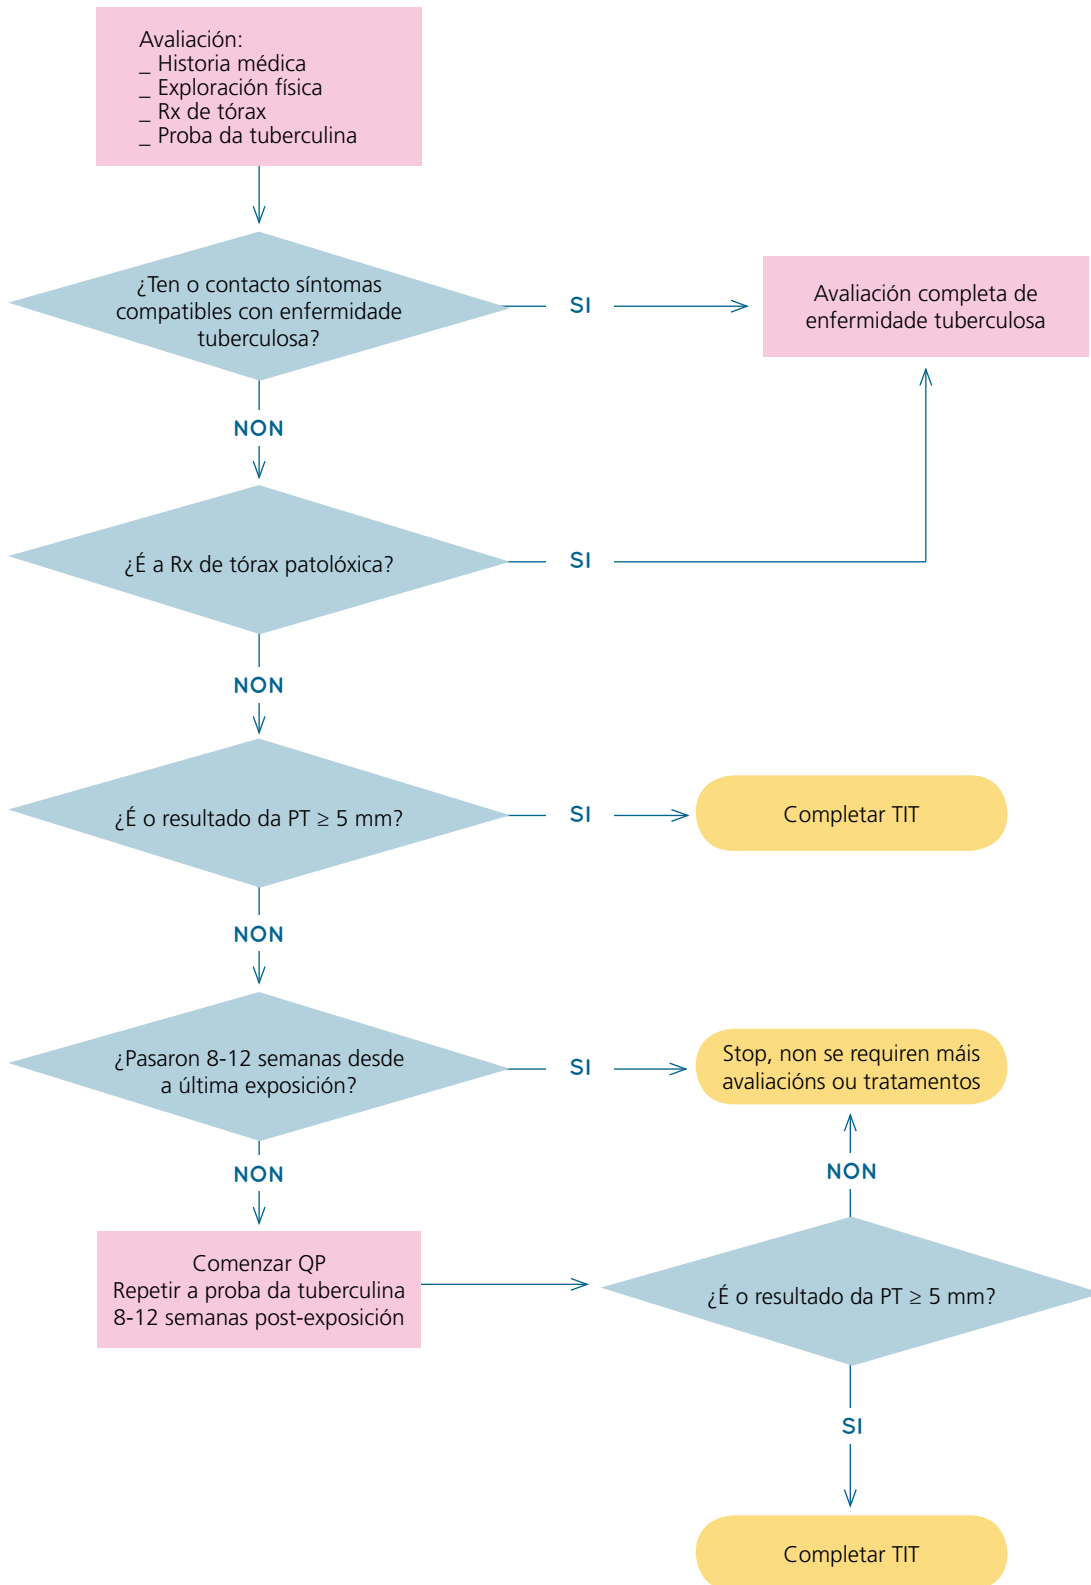 Avaliación:
_ Historia médica
_ Exploración física
_ Rx de tórax
_ Proba da tuberculina
¿Ten o contacto síntomas
compatibles con enfermidade
tuberculosa?
SI
Avaliación completa de
enfermidade tuberculosa
NON
¿É a Rx de tórax patolóxica?
SI
NON
¿É o resultado da PT ≥ 5 mm?
SI
Completar TIT
NON
¿Pasaron 8-12 semanas desde
a última exposición?
SI
Stop, non se requiren máis
avaliacións ou tratamentos
NON
NON
Comenzar QP
Repetir a proba da tuberculina
8-12 semanas post-exposición
¿É o resultado da PT ≥ 5 mm?
SI
Completar TIT